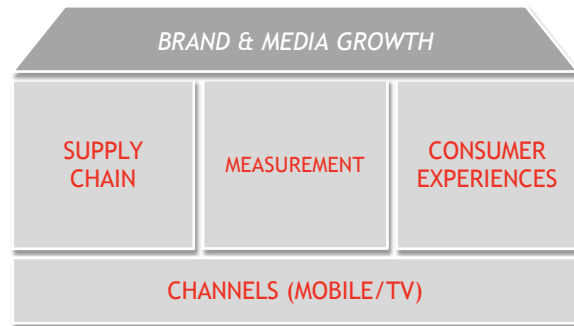 BRAND & MEDIA GROWTH
SUPPLY
CHAIN
MEASUREMENT
CONSUMER
EXPERIENCES
CHANNELS (MOBILE/TV)